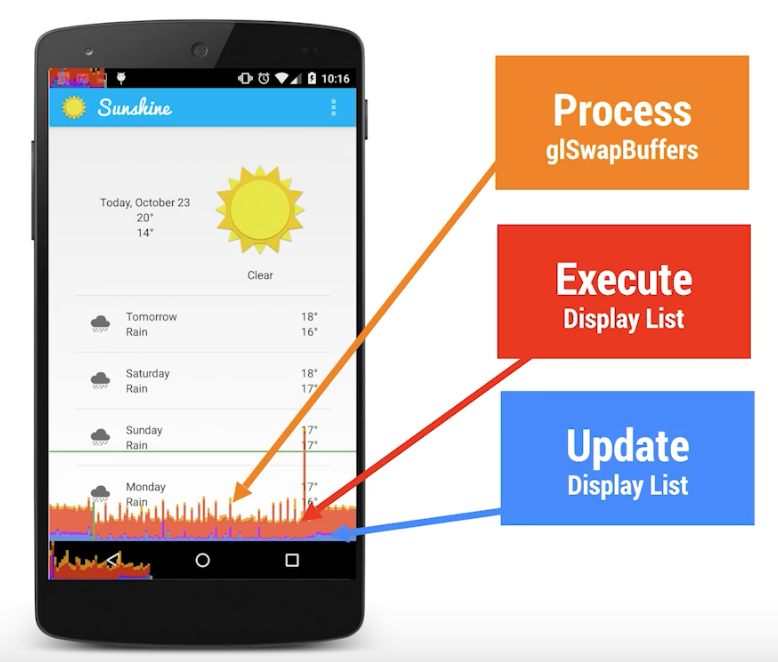 10:16
Sunshine
Today, October 23
20°
14°
Clear
Tomorrow
Rain
18°
16°
Saturday
Rain
18°
17°
Sunday
Rain
17°
17°
Monday
Rain
17°
16°
Process
glSwapBuffers
Execute
Display List
Update
Display List